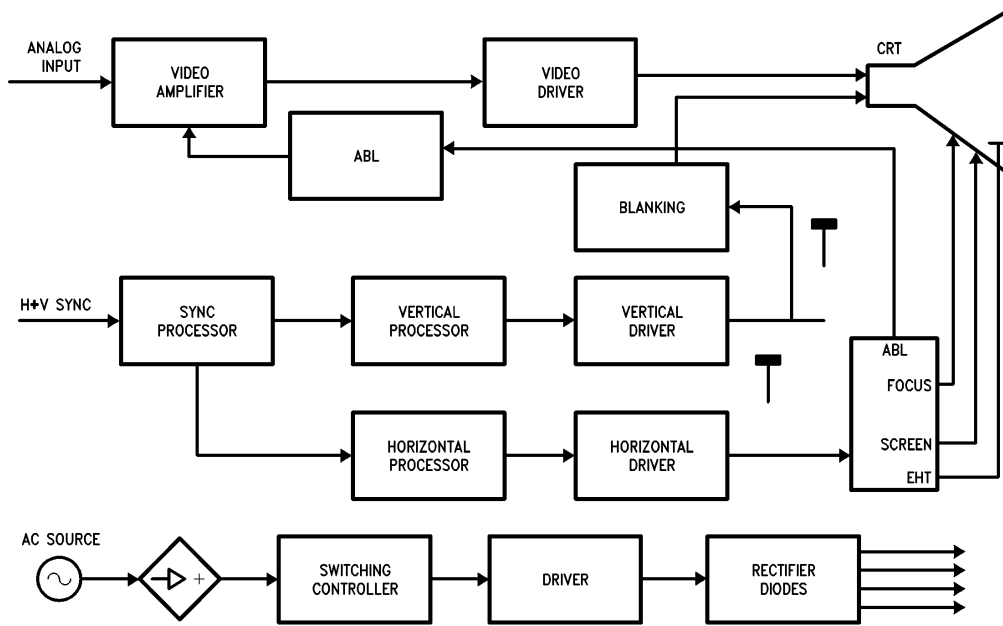 ANALOG
INPUT
VIDEO
AMPLIFIER
VIDEO
DRIVER
CRT
ABL
BLANKING
H+V SYNC
SYNC
PROCESSOR
VERTICAL
PROCESSOR
VERTICAL
DRIVER
ABL
FOCUS
SCREEN
EHT
HORIZONTAL
PROCESSOR
HORIZONTAL
DRIVER
AC SOURCE
+
SWITCHING
CONTROLLER
DRIVER
RECTIFIER
DIODES